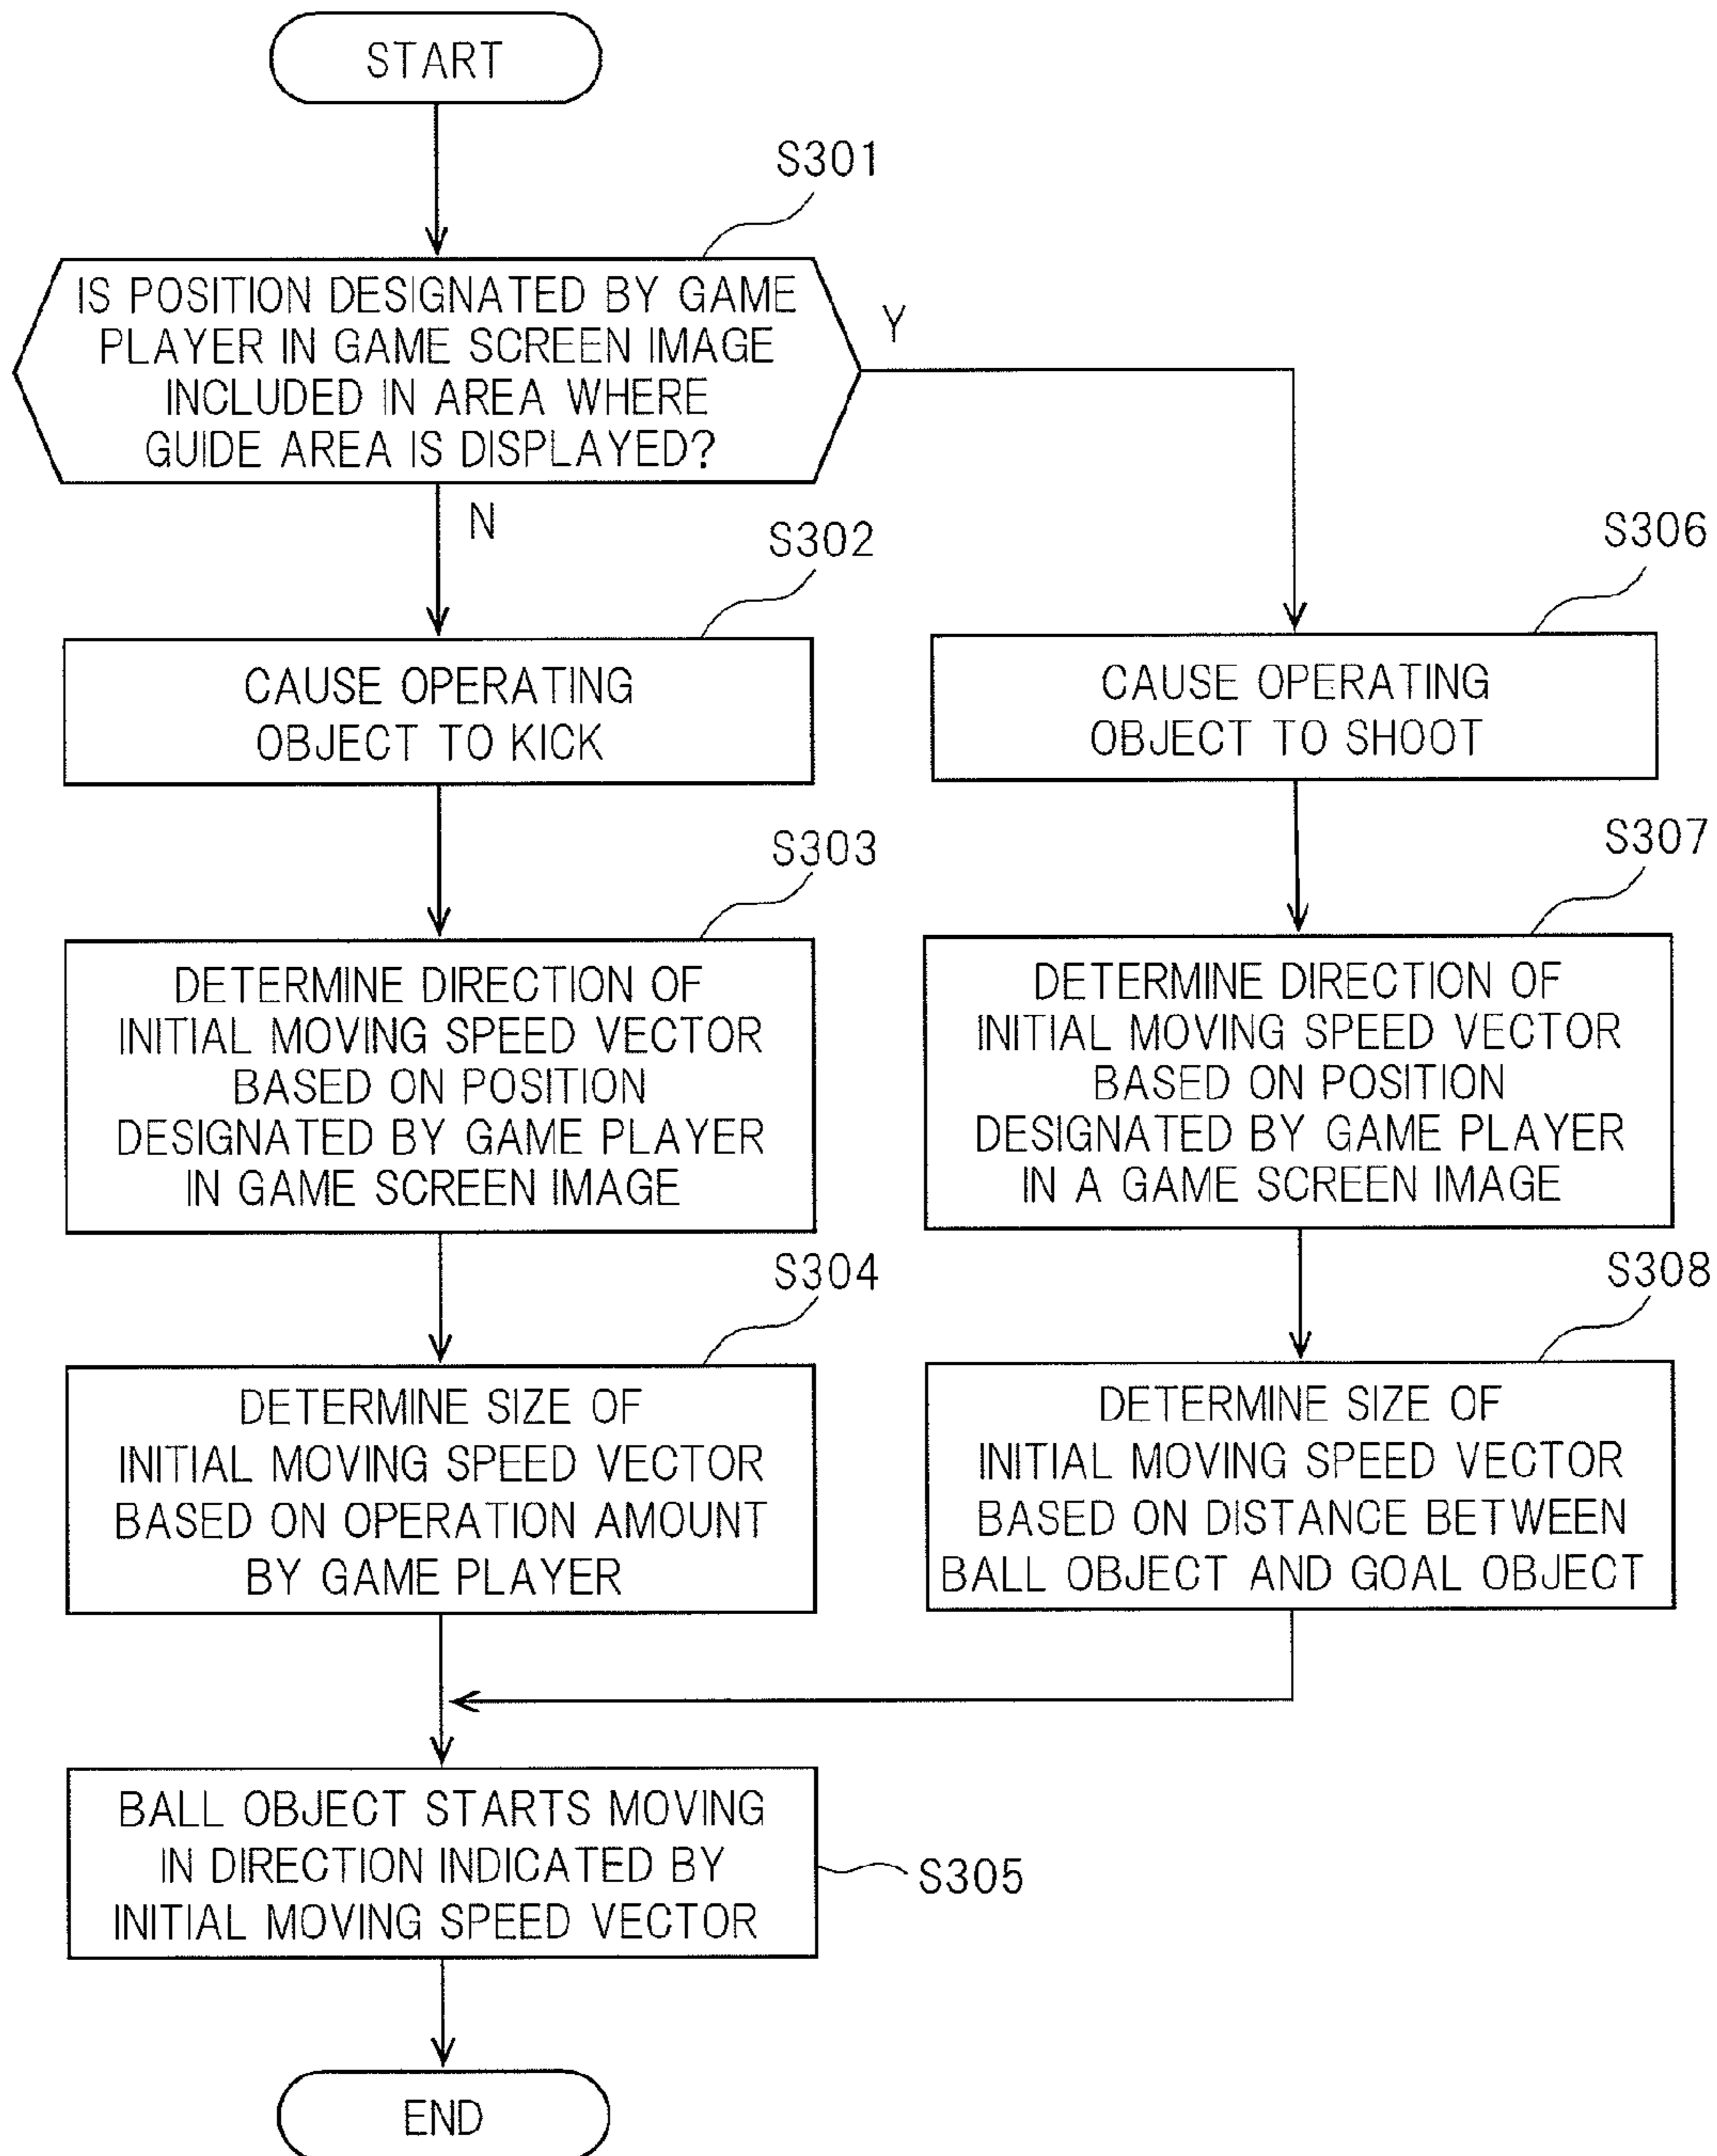 START
S301
IS POSITION DESIGNATED BY GAME
PLAYER IN GAME SCREEN IMAGE
INCLUDED IN AREA WHERE
GUIDE AREA IS DISPLAYED?
Y
N
S302
CAUSE OPERATING
OBJECT TO KICK
S303
DETERMINE DIRECTION OF
INITIAL MOVING SPEED VECTOR
BASED ON POSITION
DESIGNATED BY GAME PLAYER
IN GAME SCREEN IMAGE
S304
DETERMINE SIZE OF
INITIAL MOVING SPEED VECTOR
BASED ON OPERATION AMOUNT
BY GAME PLAYER
S306
CAUSE OPERATING
OBJECT TO SHOOT
S307
DETERMINE DIRECTION OF
INITIAL MOVING SPEED VECTOR
BASED ON POSITION
DESIGNATED BY GAME PLAYER
IN A GAME SCREEN IMAGE
S308
DETERMINE SIZE OF
INITIAL MOVING SPEED VECTOR
BASED ON DISTANCE BETWEEN
BALL OBJECT AND GOAL OBJECT
BALL OBJECT STARTS MOVING
IN DIRECTION INDICATED BY
INITIAL MOVING SPEED VECTOR
S305
END